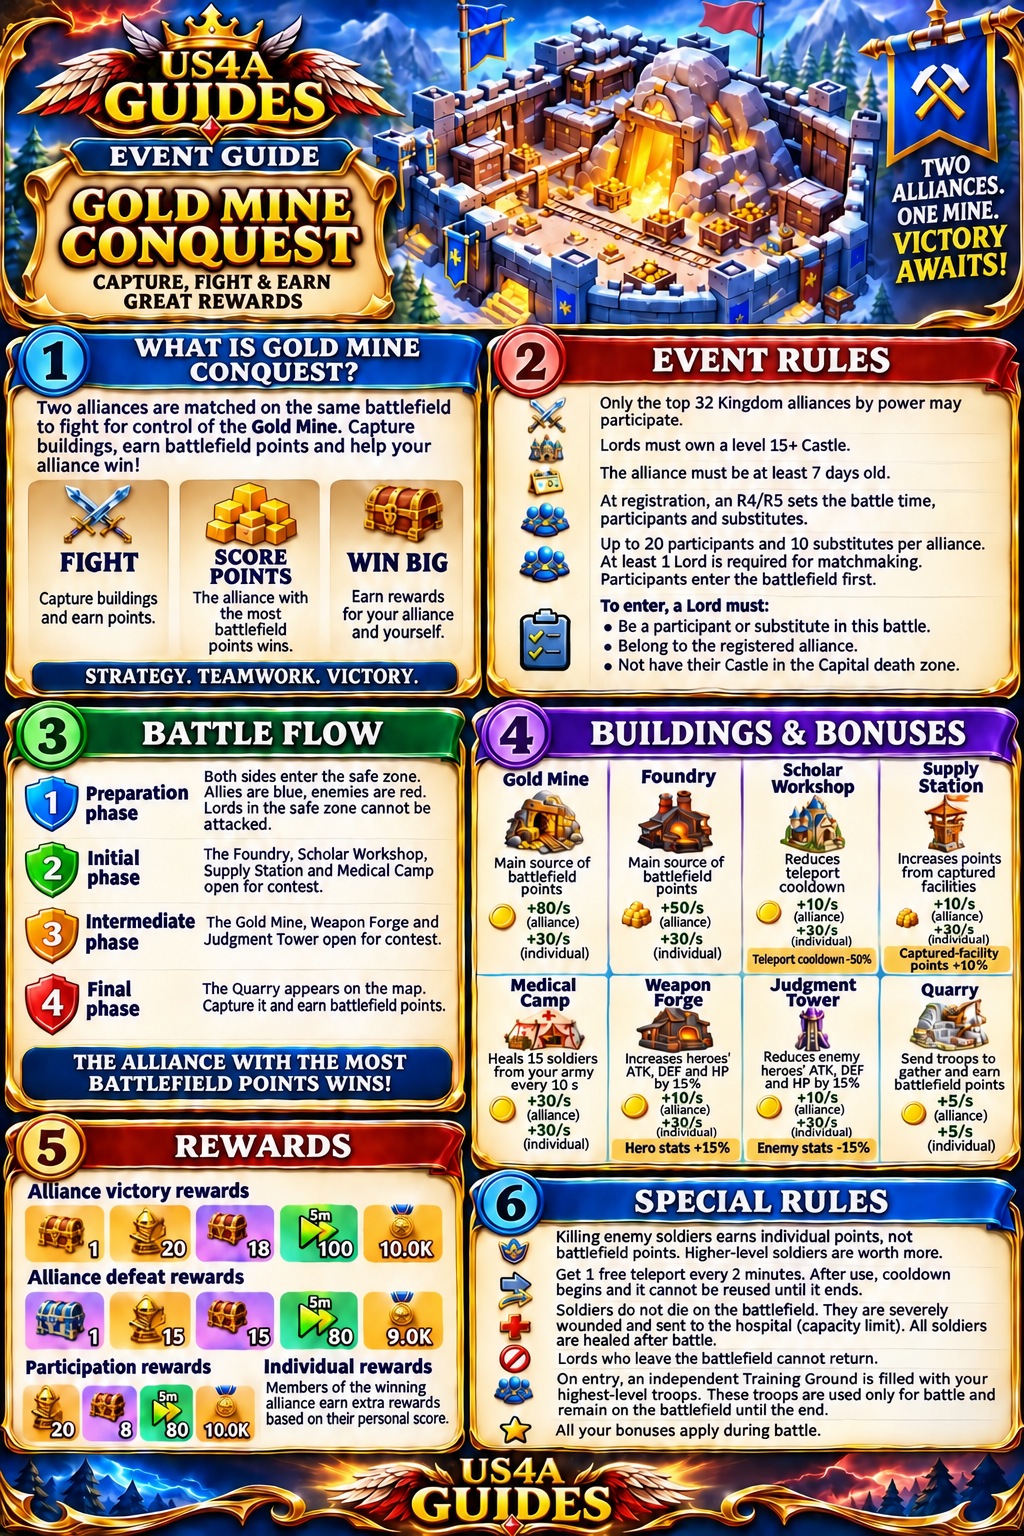 US4A
GUIDES
EVENT GUIDE
GOLD MINE
CONQUEST
CAPTURE, FIGHT & EARN
GREAT REWARDS
TWO
ALLIANCES.
ONE MINE.
VICTORY
AWAITS!
1
WHAT IS GOLD MINE
CONQUEST?
Two alliances are matched on the same battlefield
to fight for control of the Gold Mine. Capture
buildings, earn battlefield points and help your
alliance win!
FIGHT
Capture buildings
and earn points.
SCORE
POINTS
The alliance with
the most
battlefield
points wins.
WIN BIG
Earn rewards
for your alliance
and yourself.
STRATEGY. TEAMWORK. VICTORY.
2
EVENT RULES
Only the top 32 Kingdom alliances by power may
participate.
Lords must own a level 15+ Castle.
The alliance must be at least 7 days old.
At registration, an R4/R5 sets the battle time,
participants and substitutes.
Up to 20 participants and 10 substitutes per alliance.
At least 1 Lord is required for matchmaking.
Participants enter the battlefield first.
To enter, a Lord must:
• Be a participant or substitute in this battle.
• Belong to the registered alliance.
• Not have their Castle in the Capital death zone.
3
BATTLE FLOW
1
Preparation
phase
Both sides enter the safe zone.
Allies are blue, enemies are red.
Lords in the safe zone cannot be
attacked.
2
Initial
phase
The Foundry, Scholar Workshop,
Supply Station and Medical Camp
open for contest.
3
Intermediate
phase
The Gold Mine, Weapon Forge and
Judgment Tower open for contest.
4
Final
phase
The Quarry appears on the map.
Capture it and earn battlefield points.
THE ALLIANCE WITH THE MOST
BATTLEFIELD POINTS WINS!
4
BUILDINGS & BONUSES
Gold Mine
Main source of
battlefield
points
+80/s
(alliance)
+30/s
(individual)
Foundry
Main source of
battlefield
points
+50/s
(alliance)
+30/s
(individual)
Scholar
Workshop
Reduces
teleport
cooldown
+10/s
(alliance)
+30/s
(individual)
Teleport cooldown -50%
Supply
Station
Increases points
from captured
facilities
+10/s
(alliance)
+30/s
(individual)
Captured-facility
points +10%
Medical
Camp
Heals 15 soldiers
from your army
every 10 s
+30/s
(alliance)
+30/s
(individual)
Weapon
Forge
Increases heroes'
ATK, DEF and HP
by 15%
+10/s
(alliance)
+30/s
(individual)
Hero stats +15%
Judgment
Tower
Reduces enemy
heroes' ATK, DEF
and HP by 15%
+10/s
(alliance)
+30/s
(individual)
Enemy stats -15%
Quarry
Send troops to
gather and earn
battlefield points
+5/s
(alliance)
+5/s
(individual)
5
REWARDS
Alliance victory rewards
1
20
18
5m
100
10.0K
Alliance defeat rewards
1
15
15
5m
80
9.0K
Participation rewards
20
8
5m
80
10.0K
Individual rewards
Members of the winning
alliance earn extra rewards
based on their personal score.
6
SPECIAL RULES
Killing enemy soldiers earns individual points, not
battlefield points. Higher-level soldiers are worth more.
Get 1 free teleport every 2 minutes. After use, cooldown
begins and it cannot be reused until it ends.
Soldiers do not die on the battlefield. They are severely
wounded and sent to the hospital (capacity limit). All soldiers
are healed after battle.
Lords who leave the battlefield cannot return.
On entry, an independent Training Ground is filled with your
highest-level troops. These troops are used only for battle and
remain on the battlefield until the end.
All your bonuses apply during battle.
US4A
GUIDES